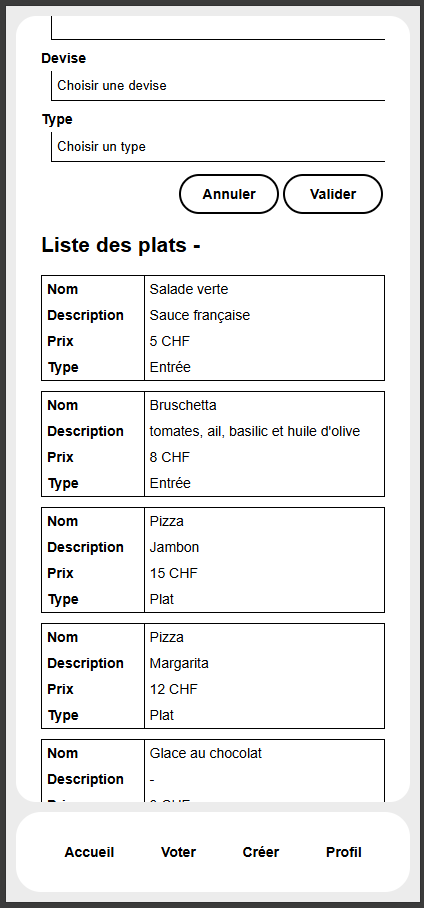 Devise
Choisir une devise
Type
Choisir un type
Annuler Valider
Liste des plats -
Nom Salade verte
Description Sauce française
Prix 5 CHF
Type Entrée
Nom Bruschetta
Description tomates, ail, basilic et huile d'olive
Prix 8 CHF
Type Entrée
Nom Pizza
Description Jambon
Prix 15 CHF
Type Plat
Nom Pizza
Description Margarita
Prix 12 CHF
Type Plat
Nom Glace au chocolat
Description -
Accueil Voter Créer Profil